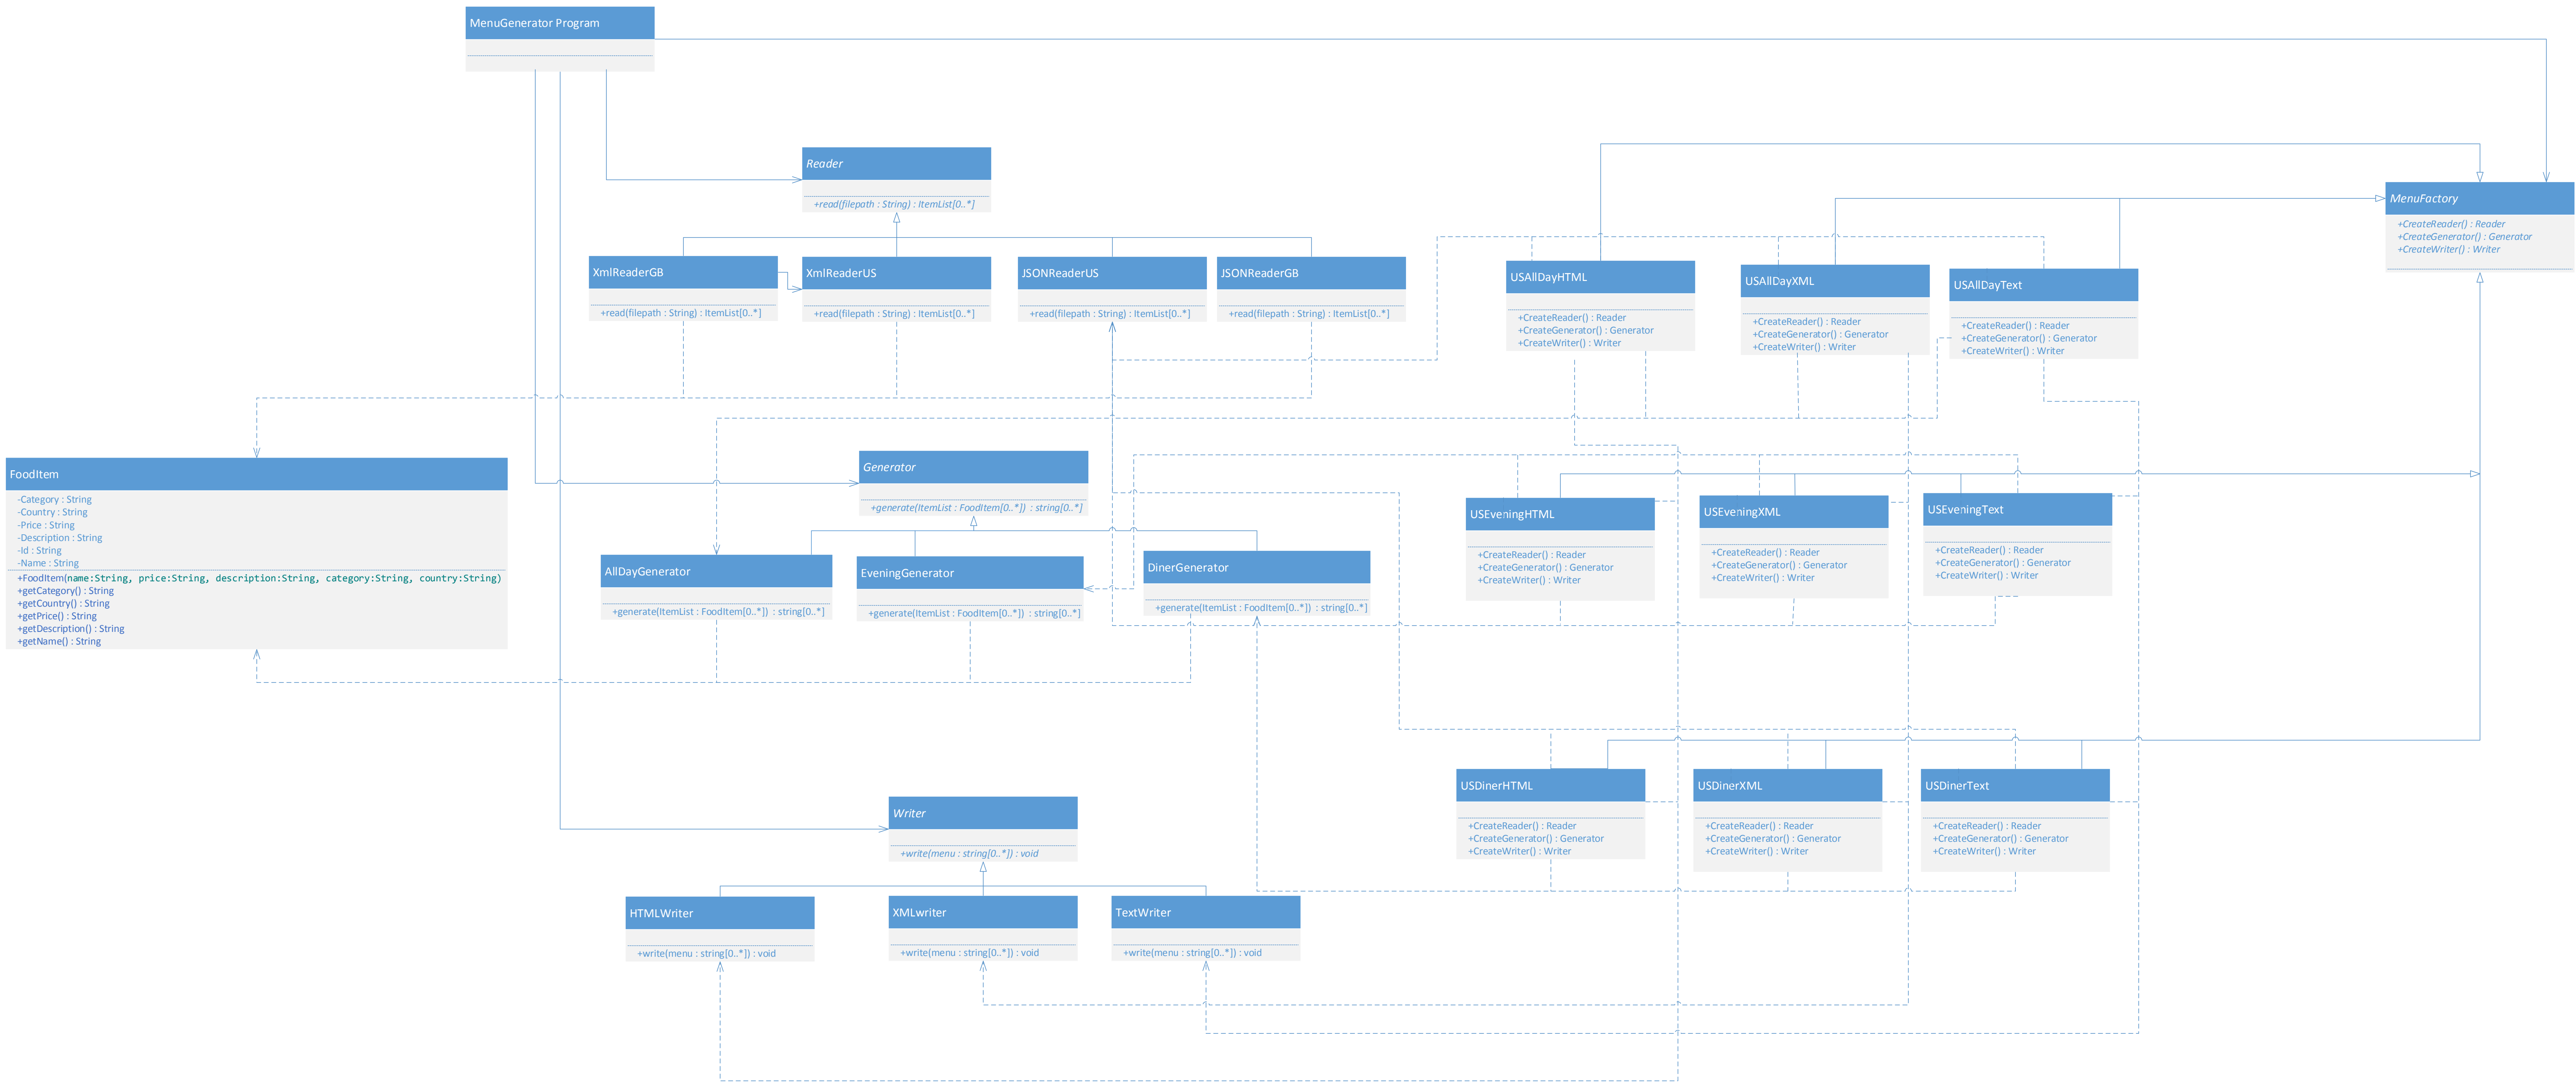 MenuGenerator Program
Reader
+read(filepath : String) : ItemList[0..*]
MenuFactory
+CreateReader() : Reader
+CreateGenerator() : Generator
+CreateWriter() : Writer
XmlReaderGB
+read(filepath : String) : ItemList[0..*]
XmlReaderUS
+read(filepath : String) : ItemList[0..*]
JSONReaderUS
+read(filepath : String) : ItemList[0..*]
JSONReaderGB
+read(filepath : String) : ItemList[0..*]
USAllDayHTML
+CreateReader() : Reader
+CreateGenerator() : Generator
+CreateWriter() : Writer
USAllDayXML
+CreateReader() : Reader
+CreateGenerator() : Generator
+CreateWriter() : Writer
USAllDayText
+CreateReader() : Reader
+CreateGenerator() : Generator
+CreateWriter() : Writer
FoodItem
-Category : String
-Country : String
-Price : String
-Description : String
-Id : String
-Name : String
+FoodItem(name:String, price:String, description:String, category:String, country:String)
+getCategory() : String
+getCountry() : String
+getPrice() : String
+getDescription() : String
+getName() : String
Generator
+generate(ItemList : FoodItem[0..*]) : string[0..*]
AllDayGenerator
+generate(ItemList : FoodItem[0..*]) : string[0..*]
EveningGenerator
+generate(ItemList : FoodItem[0..*]) : string[0..*]
DinerGenerator
+generate(ItemList : FoodItem[0..*]) : string[0..*]
USEveningHTML
+CreateReader() : Reader
+CreateGenerator() : Generator
+CreateWriter() : Writer
USEveningXML
+CreateReader() : Reader
+CreateGenerator() : Generator
+CreateWriter() : Writer
USEveningText
+CreateReader() : Reader
+CreateGenerator() : Generator
+CreateWriter() : Writer
USDinerHTML
+CreateReader() : Reader
+CreateGenerator() : Generator
+CreateWriter() : Writer
USDinerXML
+CreateReader() : Reader
+CreateGenerator() : Generator
+CreateWriter() : Writer
USDinerText
+CreateReader() : Reader
+CreateGenerator() : Generator
+CreateWriter() : Writer
Writer
+write(menu : string[0..*]) : void
HTMLWriter
+write(menu : string[0..*]) : void
XMLwriter
+write(menu : string[0..*]) : void
TextWriter
+write(menu : string[0..*]) : void